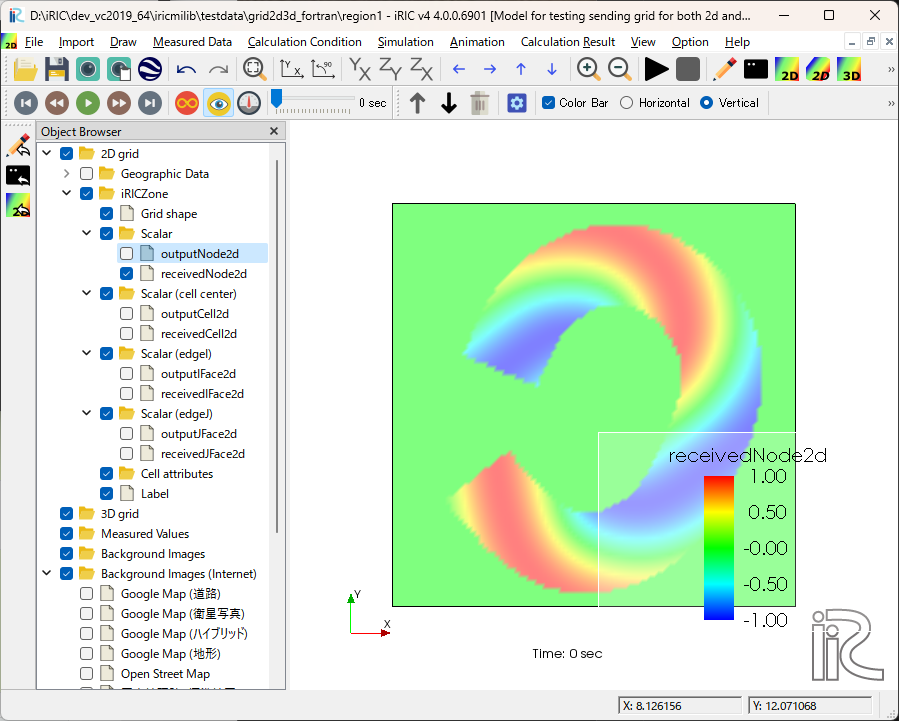 D:\iRIC\dev_vc2019_64\iricmilib\testdata\grid2d3d_fortran\region1 - iRIC v4 4.0.0.6901 [Model for testing sending grid for both 2d and...
File Import Draw Measured Data Calculation Condition Simulation Animation Calculation Result View Option Help
2D 2D 3D
0 sec Color Bar Horizontal Vertical
Object Browser
2D grid
Geographic Data
iRICZone
Grid shape
Scalar
outputNode2d
receivedNode2d
Scalar (cell center)
outputCell2d
receivedCell2d
Scalar (edgeI)
outputIFace2d
receivedIFace2d
Scalar (edgeJ)
outputJFace2d
receivedJFace2d
Cell attributes
Label
3D grid
Measured Values
Background Images
Background Images (Internet)
Google Map (道路)
Google Map (衛星写真)
Google Map (ハイブリッド)
Google Map (地形)
Open Street Map
receivedNode2d
1.00
0.50
-0.00
-0.50
-1.00
Y
X
Time: 0 sec
iRIC
X: 8.126156 Y: 12.071068